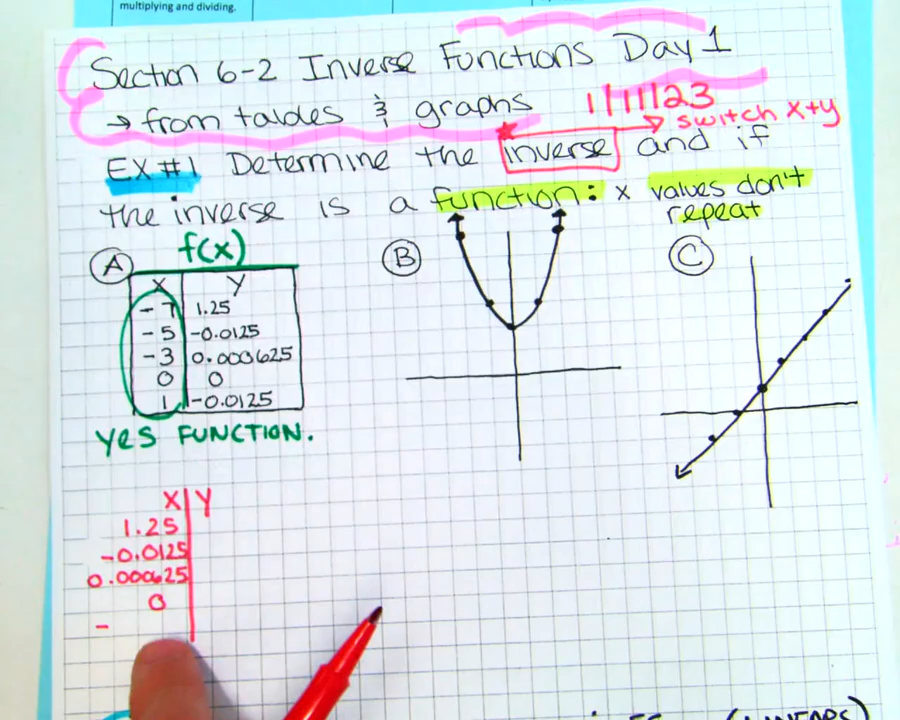 multiplying and dividing.
Section 6-2 Inverse Functions Day 1
→ from tables & graphs 1/11/23
→ switch x+y
EX #1 Determine the inverse and if
the inverse is a function: x values don't
repeat
A f(x)
X Y
-7 1.25
-5 -0.0125
-3 0.000625
0 0
1 -0.0125
YES FUNCTION.
B
C
X Y
1.25
-0.0125
0.000625
0
-